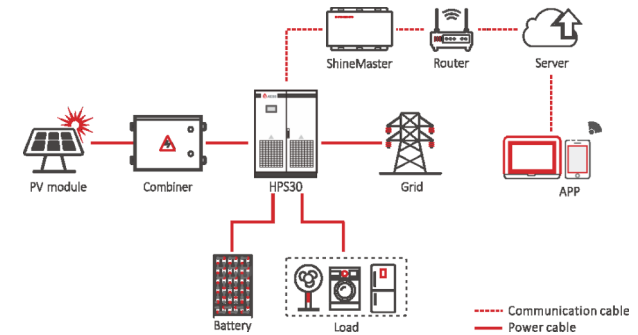 ShineMaster
Router
Server
PV module
Combiner
HPS30
Grid
APP
Battery
Load
Communication cable
Power cable